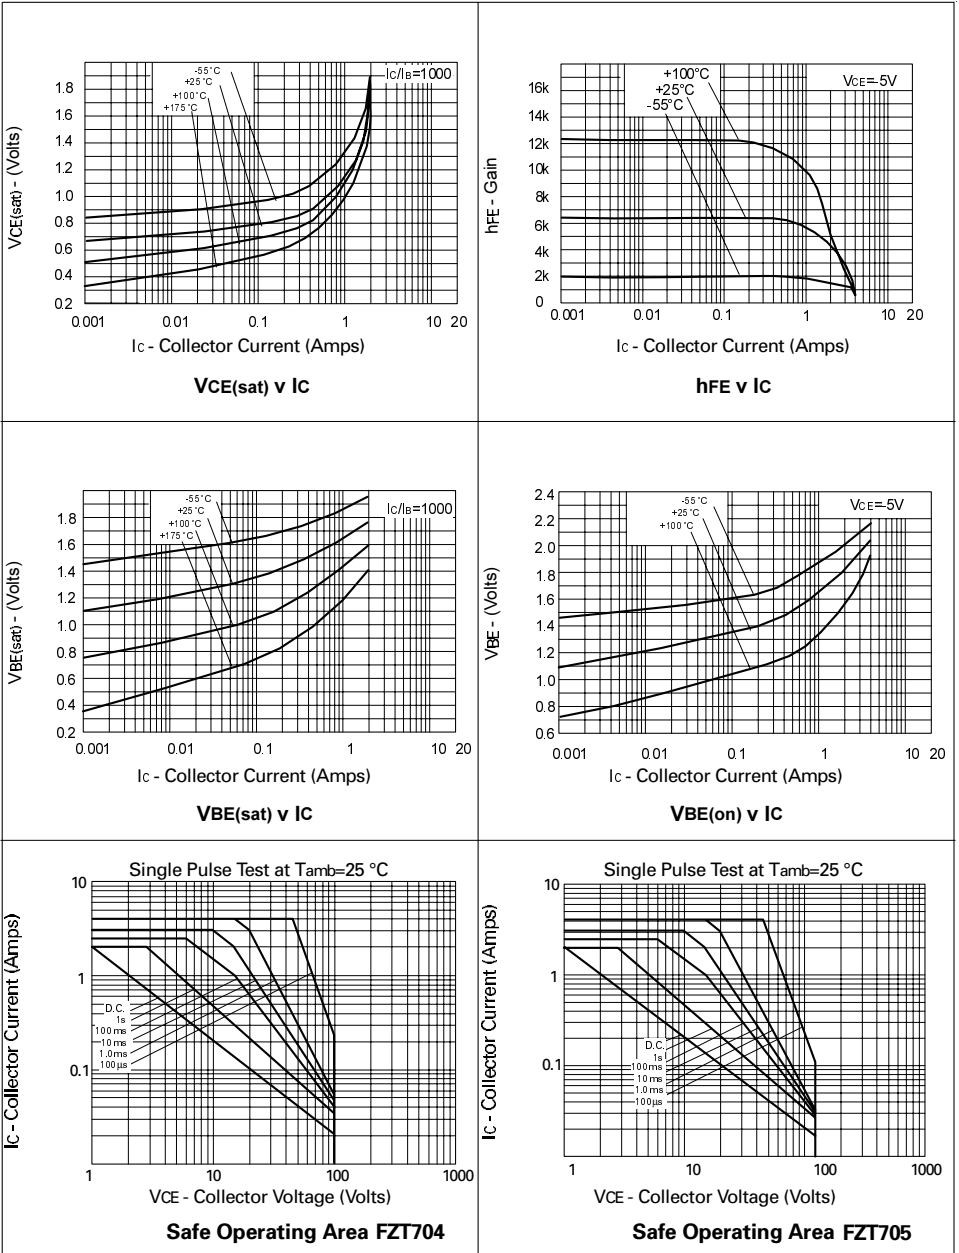 VCE(sat) - (Volts)
1.8
1.6
1.4
1.2
1.0
0.8
0.6
0.4
0.2
-55°C
+25°C
+100°C
+175°C
IC/IB=1000
0.001 0.01 0.1 1 10 20
IC - Collector Current (Amps)
VCE(sat) v IC
hFE - Gain
16k
14k
12k
10k
8k
6k
4k
2k
0
+100°C
+25°C
-55°C
VCE=-5V
0.001 0.01 0.1 1 10 20
IC - Collector Current (Amps)
hFE v IC
VBE(sat) - (Volts)
1.8
1.6
1.4
1.2
1.0
0.8
0.6
0.4
0.2
-55°C
+25°C
+100°C
+175°C
IC/IB=1000
0.001 0.01 0.1 1 10 20
IC - Collector Current (Amps)
VBE(sat) v IC
VBE - (Volts)
2.4
2.2
2.0
1.8
1.6
1.4
1.2
1.0
0.8
0.6
-55°C
+25°C
+100°C
VCE=-5V
0.001 0.01 0.1 1 10 20
IC - Collector Current (Amps)
VBE(on) v IC
Single Pulse Test at Tamb=25 °C
IC - Collector Current (Amps)
10
1
0.1
D.C.
1s
100ms
10ms
1.0ms
100µs
1 10 100 1000
VCE - Collector Voltage (Volts)
Safe Operating Area FZT704
Single Pulse Test at Tamb=25 °C
IC - Collector Current (Amps)
10
1
0.1
D.C.
1s
100ms
10ms
1.0ms
100µs
1 10 100 1000
VCE - Collector Voltage (Volts)
Safe Operating Area FZT705